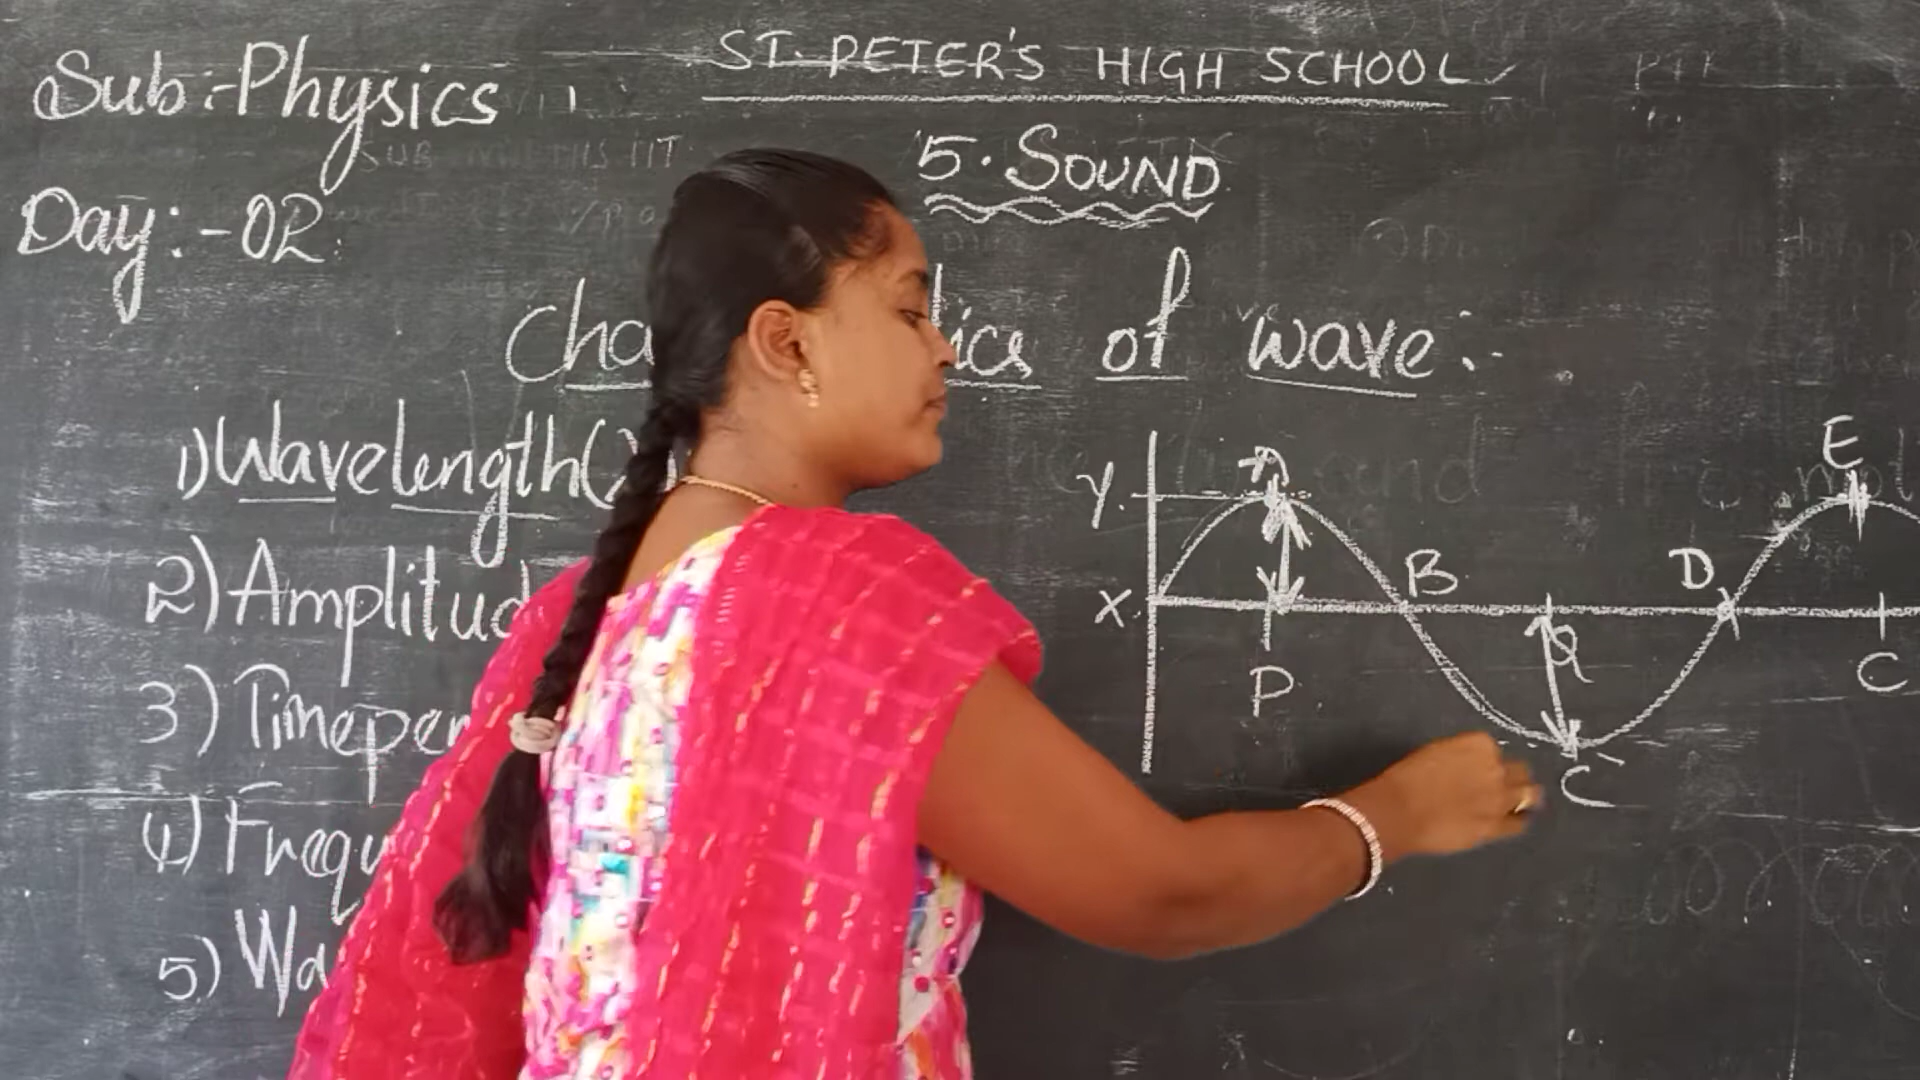 ST. PETER'S HIGH SCHOOL
Sub:-Physics
5. SOUND
Day:-02
Cha tics of wave:-
1) Wavelength(λ)
2) Amplitud
3) Timeper
4) Frequ
5) Wa
Y A E
X B D
P Q C
C